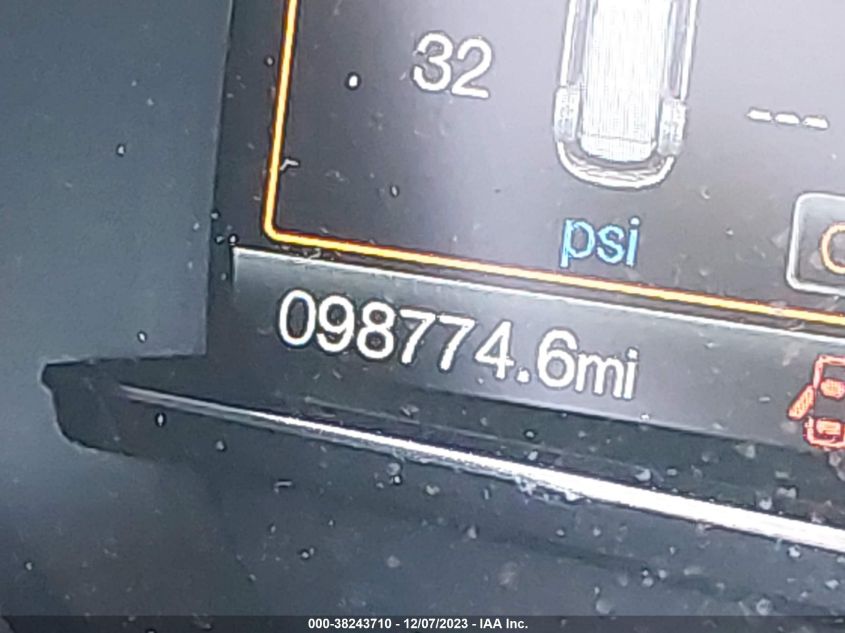 32
---
psi
098774.6mi
000-38243710 - 12/07/2023 - IAA Inc.